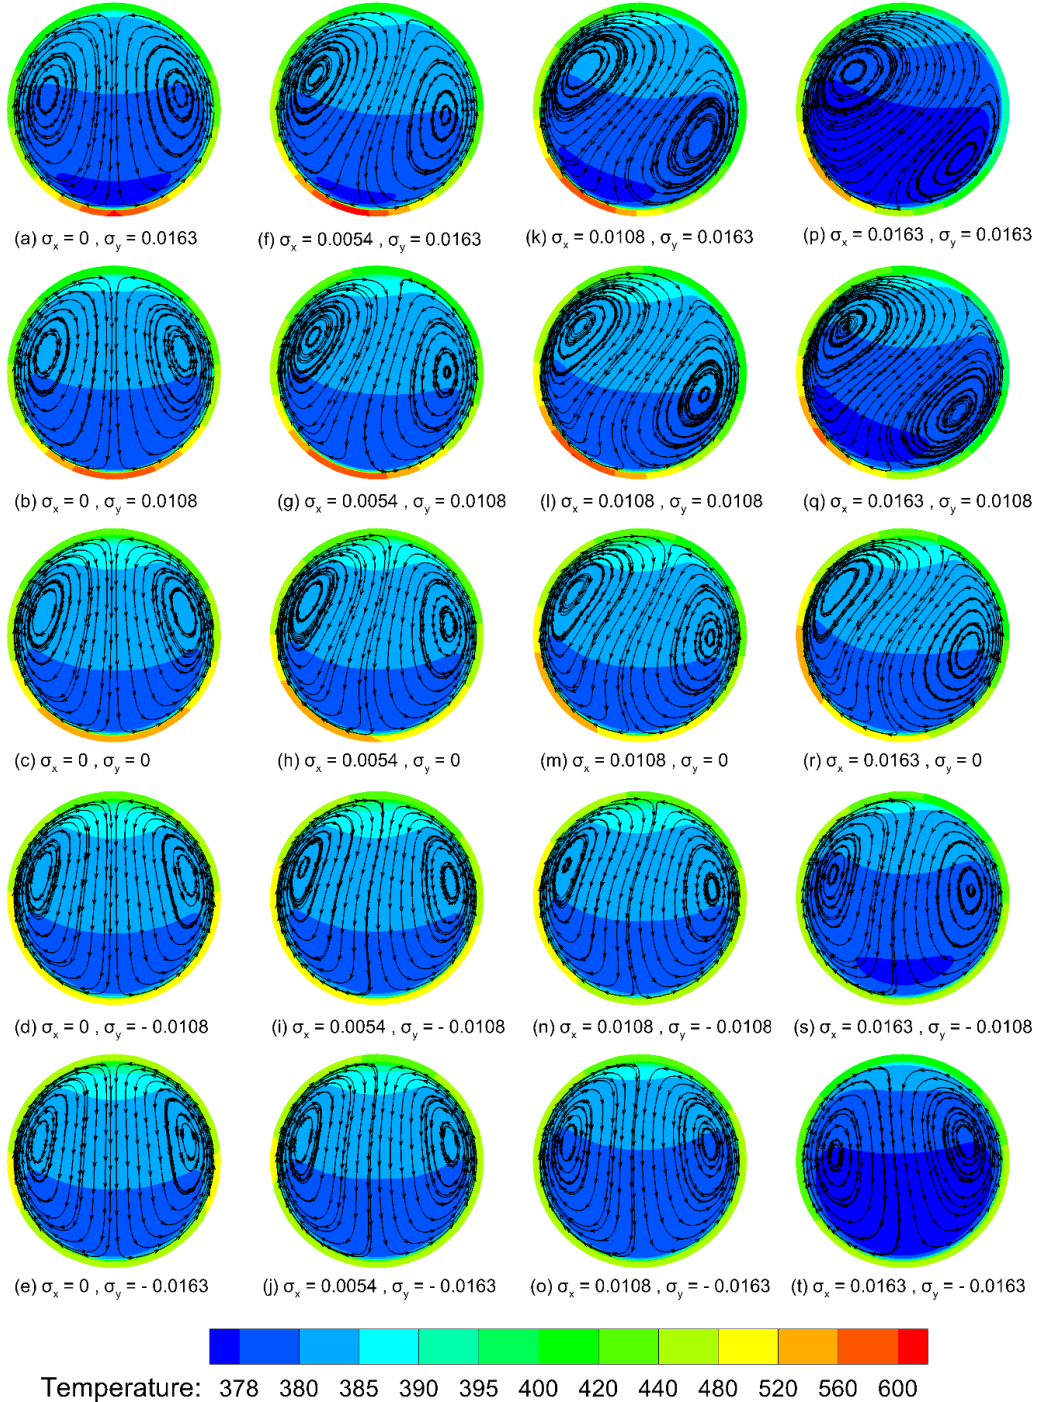 (a) σx = 0 , σy = 0.0163 (f) σx = 0.0054 , σy = 0.0163 (k) σx = 0.0108 , σy = 0.0163 (p) σx = 0.0163 , σy = 0.0163
(b) σx = 0 , σy = 0.0108 (g) σx = 0.0054 , σy = 0.0108 (l) σx = 0.0108 , σy = 0.0108 (q) σx = 0.0163 , σy = 0.0108
(c) σx = 0 , σy = 0 (h) σx = 0.0054 , σy = 0 (m) σx = 0.0108 , σy = 0 (r) σx = 0.0163 , σy = 0
(d) σx = 0 , σy = - 0.0108 (i) σx = 0.0054 , σy = - 0.0108 (n) σx = 0.0108 , σy = - 0.0108 (s) σx = 0.0163 , σy = - 0.0108
(e) σx = 0 , σy = - 0.0163 (j) σx = 0.0054 , σy = - 0.0163 (o) σx = 0.0108 , σy = - 0.0163 (t) σx = 0.0163 , σy = - 0.0163
Temperature: 378 380 385 390 395 400 420 440 480 520 560 600